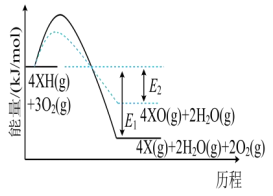 能量/(kJ/mol)
4XH(g)
+3O₂(g)
E₁
E₂
4XO(g)+2H₂O(g)
4X(g)+2H₂O(g)+2O₂(g)
历程